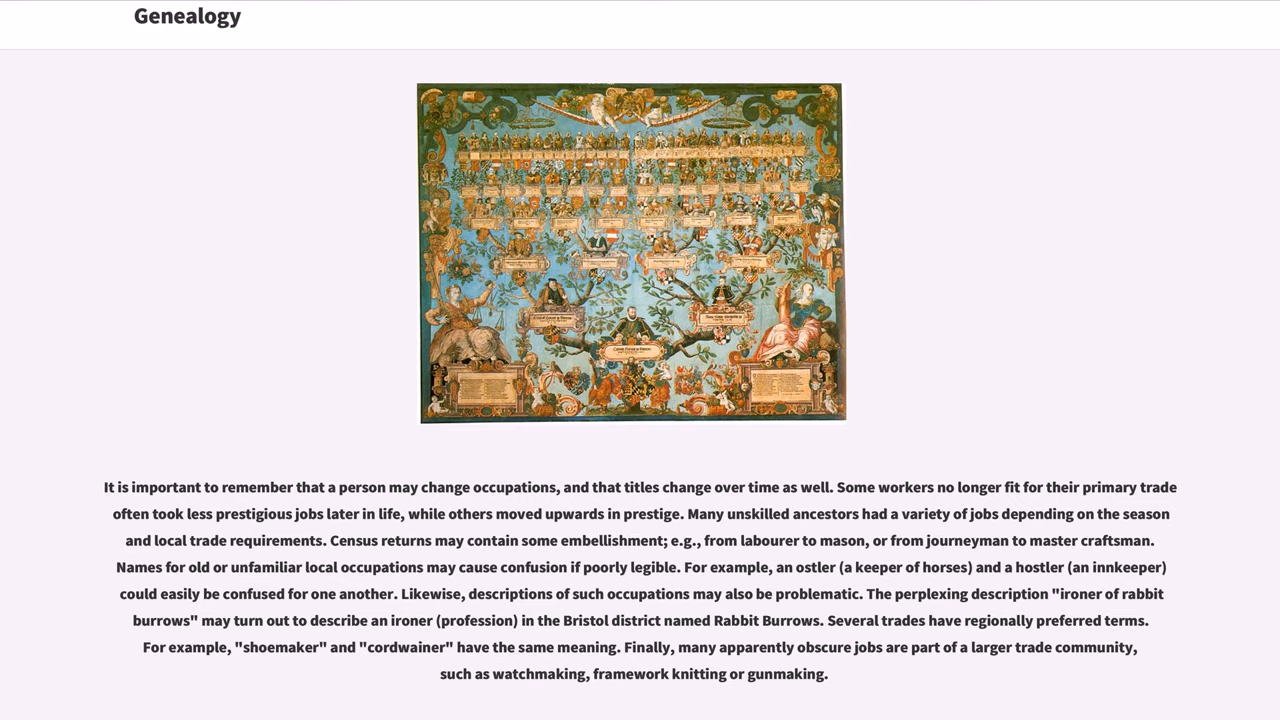 Genealogy
It is important to remember that a person may change occupations, and that titles change over time as well. Some workers no longer fit for their primary trade
often took less prestigious jobs later in life, while others moved upwards in prestige. Many unskilled ancestors had a variety of jobs depending on the season
and local trade requirements. Census returns may contain some embellishment; e.g., from labourer to mason, or from journeyman to master craftsman.
Names for old or unfamiliar local occupations may cause confusion if poorly legible. For example, an ostler (a keeper of horses) and a hostler (an innkeeper)
could easily be confused for one another. Likewise, descriptions of such occupations may also be problematic. The perplexing description "ironer of rabbit
burrows" may turn out to describe an ironer (profession) in the Bristol district named Rabbit Burrows. Several trades have regionally preferred terms.
For example, "shoemaker" and "cordwainer" have the same meaning. Finally, many apparently obscure jobs are part of a larger trade community,
such as watchmaking, framework knitting or gunmaking.